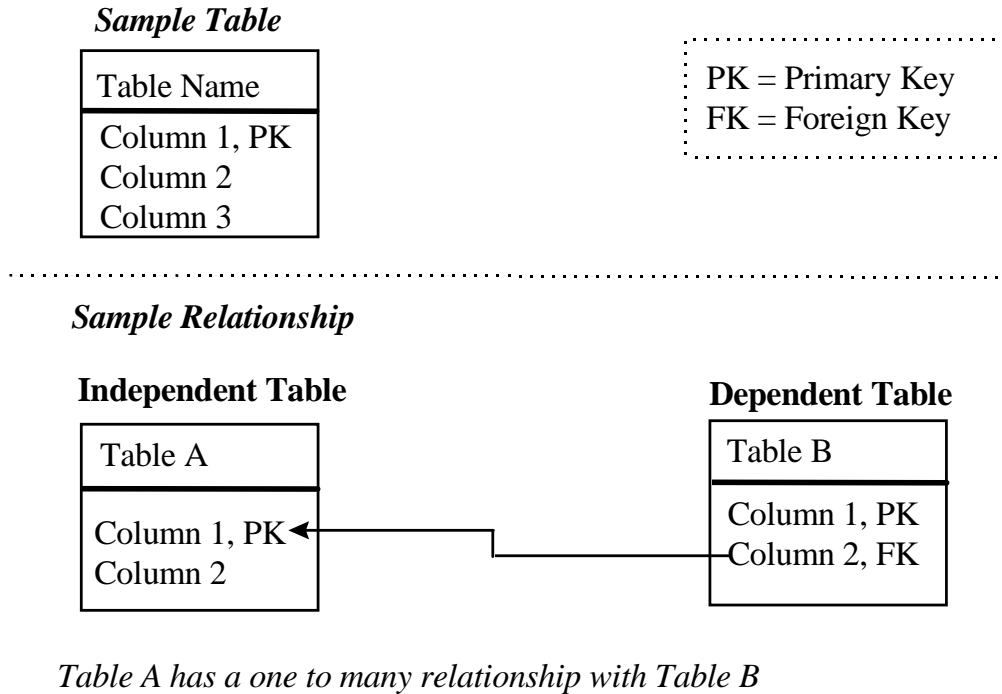 Sample Table
Table Name
Column 1, PK
Column 2
Column 3
PK = Primary Key
FK = Foreign Key
Sample Relationship
Independent Table
Table A
Column 1, PK
Column 2
Dependent Table
Table B
Column 1, PK
Column 2, FK
Table A has a one to many relationship with Table B